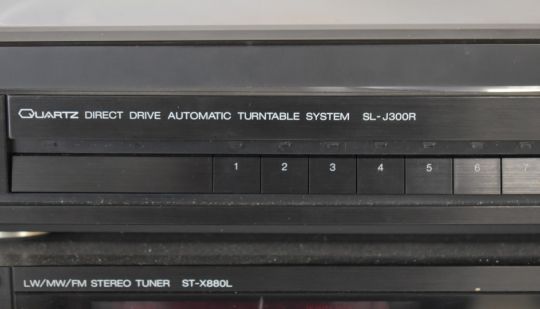 QUARTZ DIRECT DRIVE AUTOMATIC TURNTABLE SYSTEM SL-J300R
1 2 3 4 5 6 7
LW/MW/FM STEREO TUNER ST-X880L